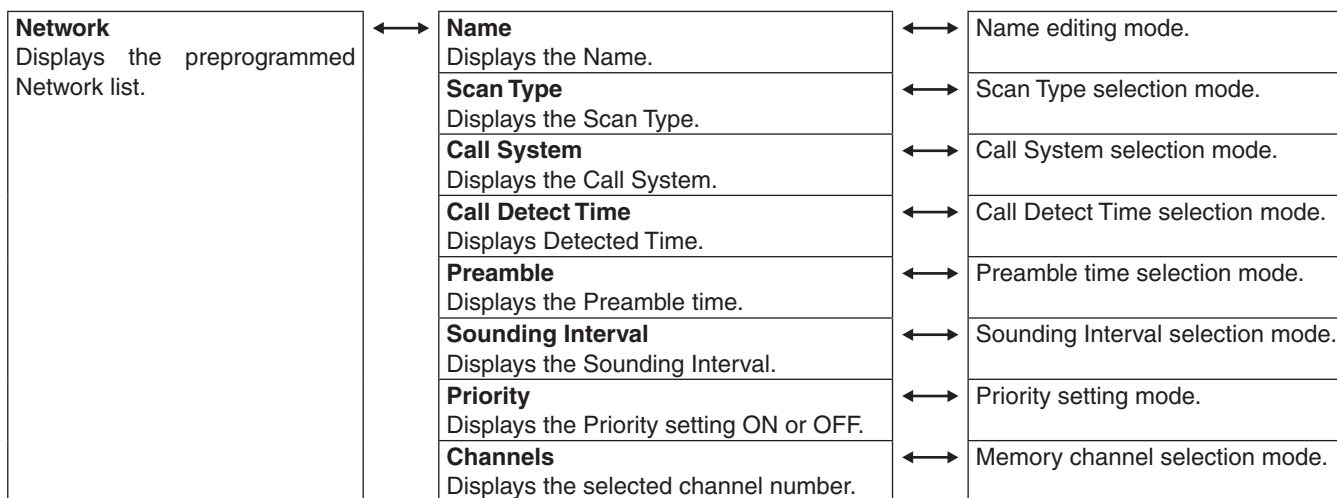 Network
Displays the preprogrammed
Network list.
Name
Displays the Name.
Name editing mode.
Scan Type
Displays the Scan Type.
Scan Type selection mode.
Call System
Displays the Call System.
Call System selection mode.
Call Detect Time
Displays Detected Time.
Call Detect Time selection mode.
Preamble
Displays the Preamble time.
Preamble time selection mode.
Sounding Interval
Displays the Sounding Interval.
Sounding Interval selection mode.
Priority
Displays the Priority setting ON or OFF.
Priority setting mode.
Channels
Displays the selected channel number.
Memory channel selection mode.